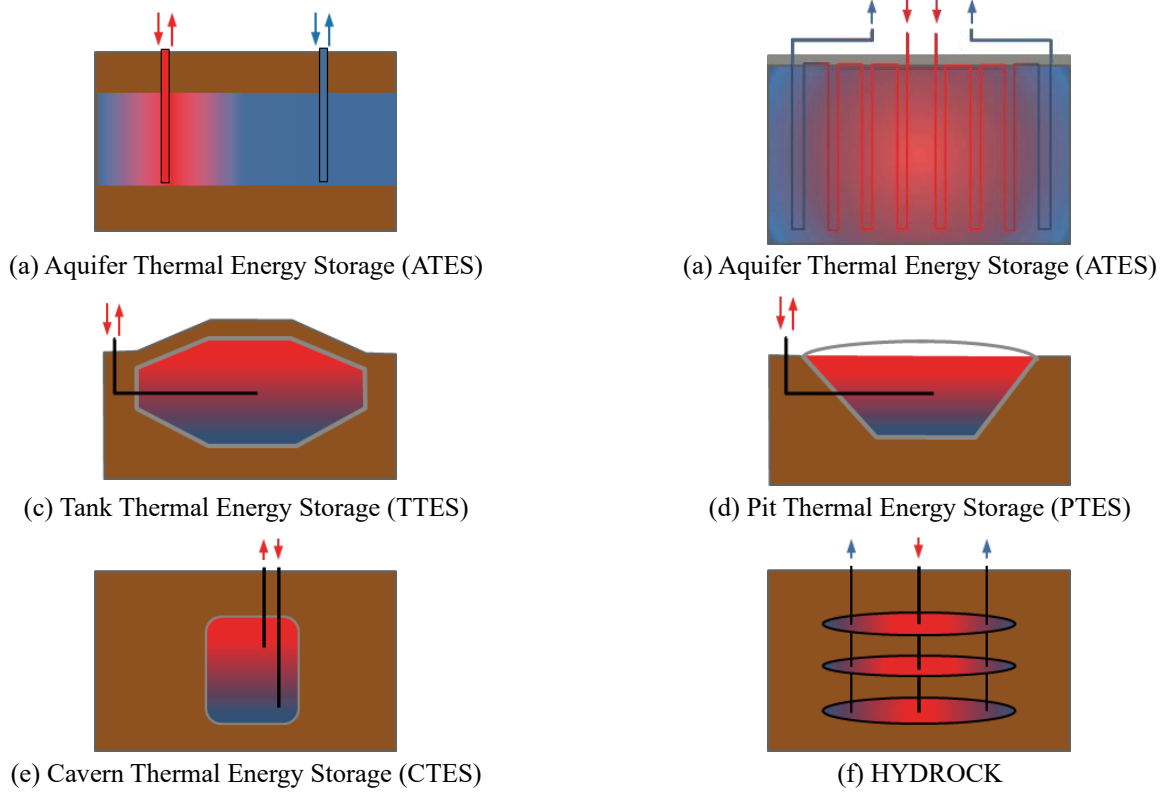 (a) Aquifer Thermal Energy Storage (ATES)
(a) Aquifer Thermal Energy Storage (ATES)
(c) Tank Thermal Energy Storage (TTES)
(d) Pit Thermal Energy Storage (PTES)
(e) Cavern Thermal Energy Storage (CTES)
(f) HYDROCK